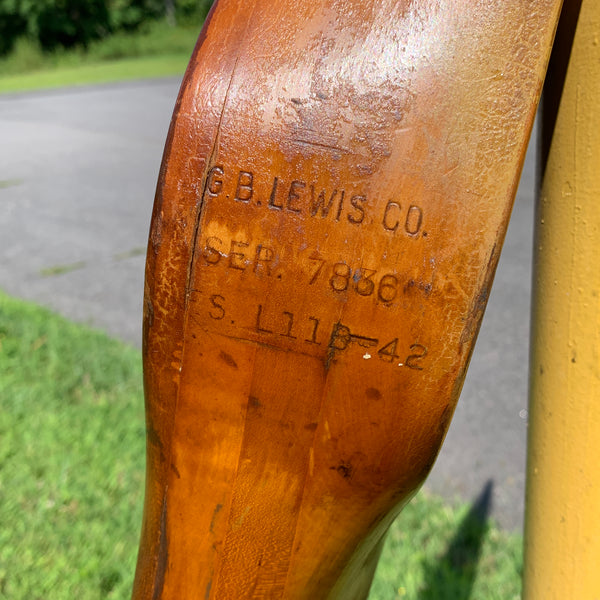 G.B. LEWIS CO.
SER. 7836
S. L11B-42